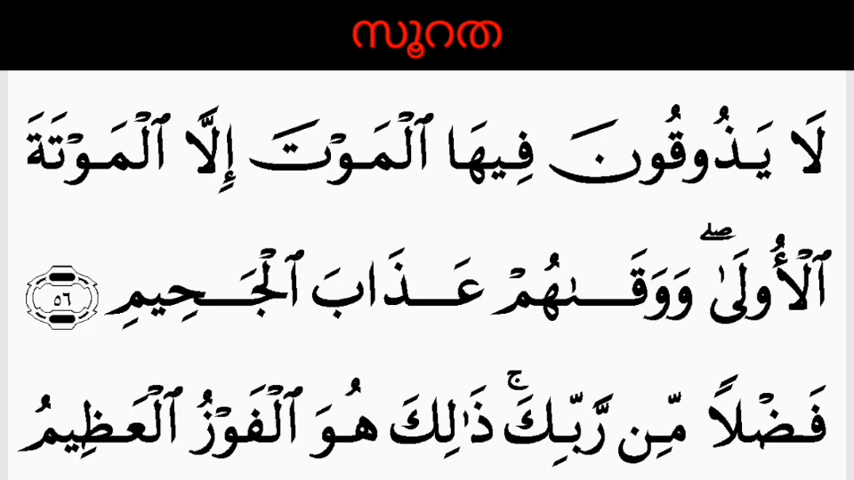 സൂറത
لَا يَذُوقُونَ فِيهَا ٱلْمَوْتَ إِلَّا ٱلْمَوْتَةَ
ٱلْأُولَىٰ ۖ وَوَقَىٰهُمْ عَذَابَ ٱلْجَحِيمِ ٥٦
فَضْلًا مِّن رَّبِّكَ ۚ ذَٰلِكَ هُوَ ٱلْفَوْزُ ٱلْعَظِيمُ